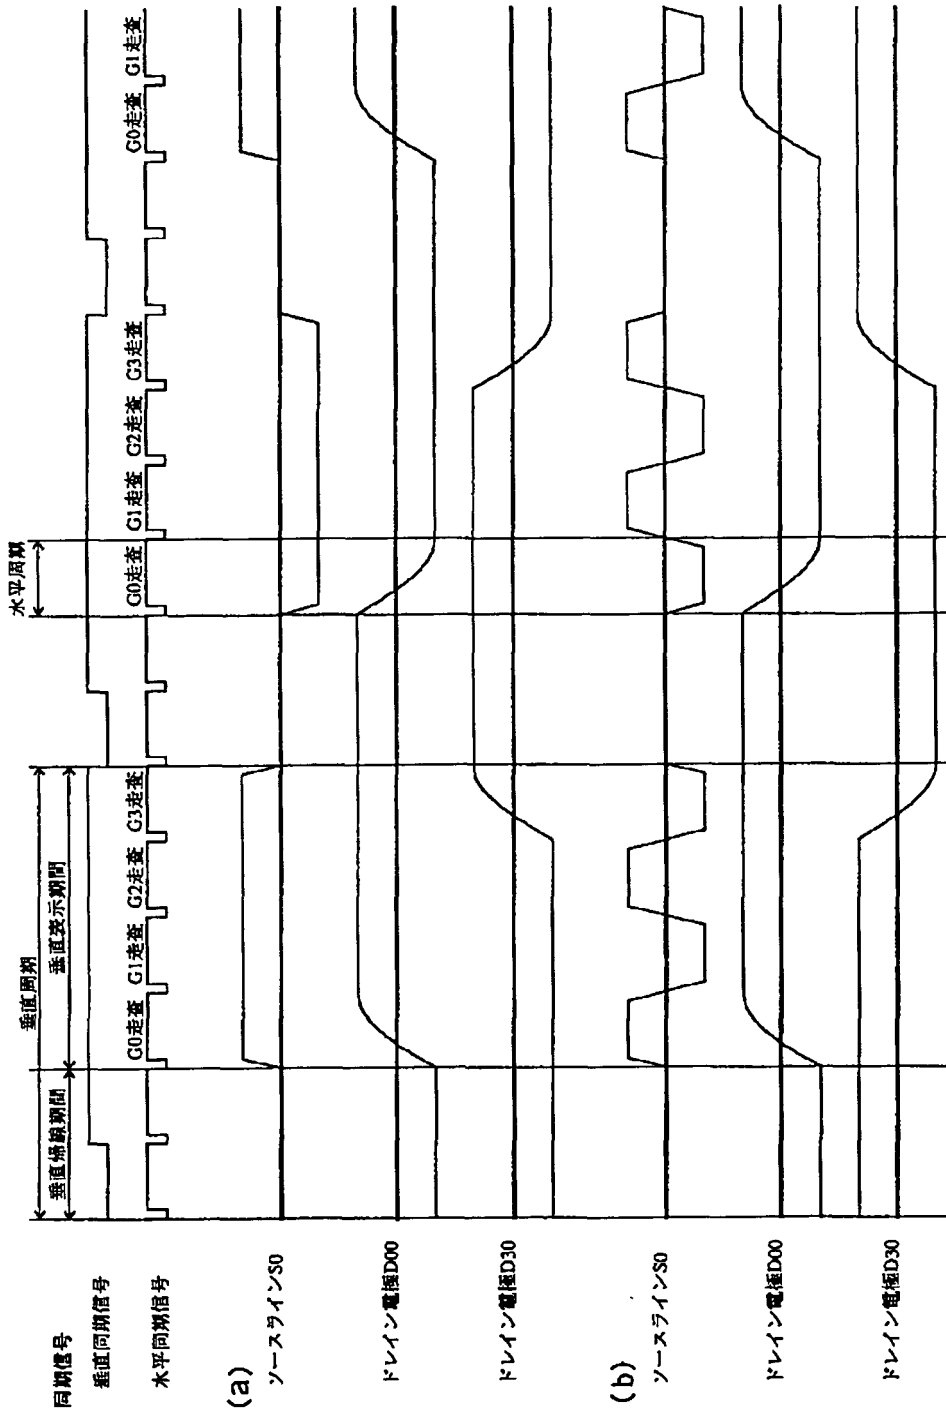 同期信号
垂直同期信号
水平同期信号
垂直周期
垂直帰線期間
垂直表示期間
水平周期
G0走査 G1走査 G2走査 G3走査
G0走査 G1走査 G2走査 G3走査
G0走査 G1走査
(a)
ソースラインS0
ドレイン電極D00
ドレイン電極D30
(b)
ソースラインS0
ドレイン電極D00
ドレイン電極D30